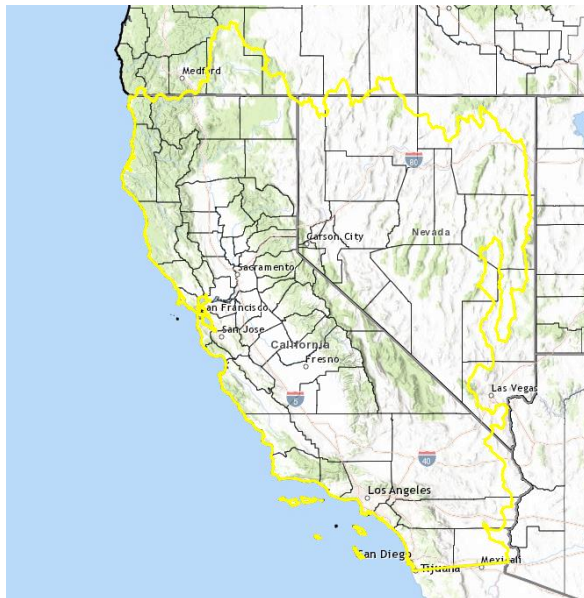 Medford
80
Nevada
Carson City
Sacramento
San Francisco
San Jose
California
Fresno
5
Las Vegas
40
Los Angeles
San Diego
Tijuana
Mexicali